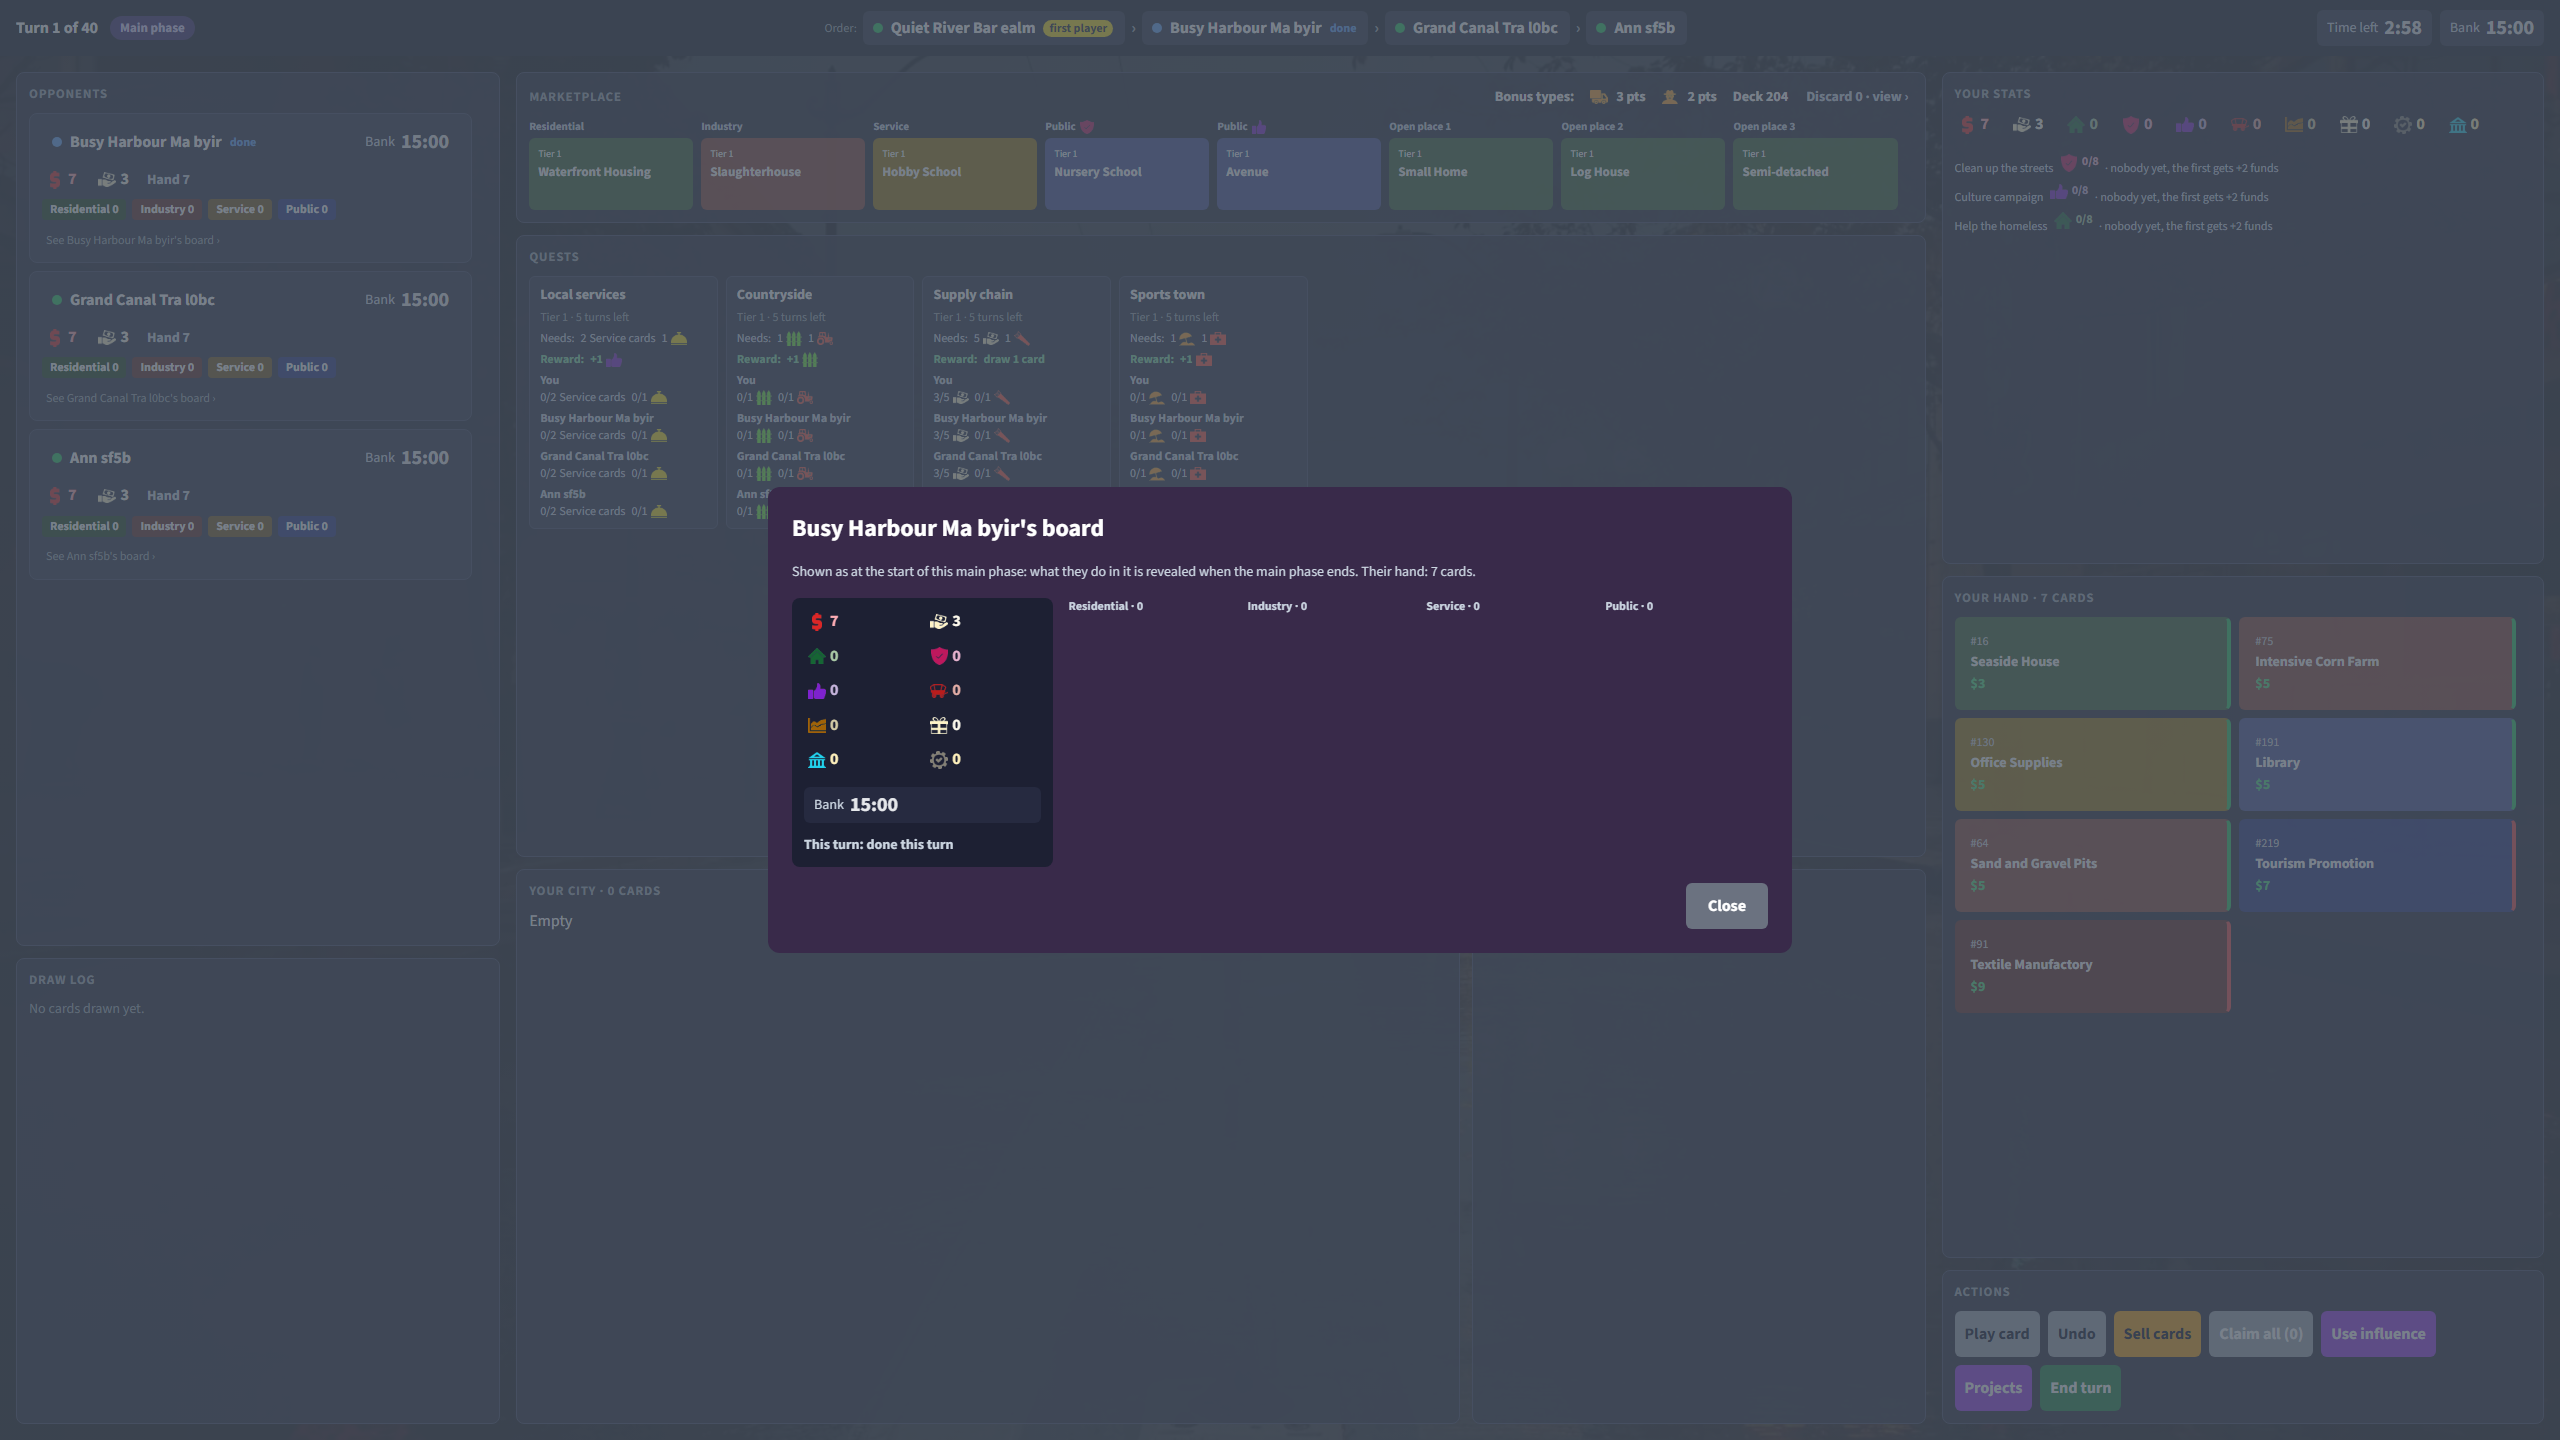 Turn 1 of 40 Main phase Order: Quiet River Bar ealm first player › Busy Harbour Ma byir done › Grand Canal Tra l0bc › Ann sf5b Time left 2:58 Bank 15:00
OPPONENTS
Busy Harbour Ma byir done Bank 15:00
7 3 Hand 7
Residential 0 Industry 0 Service 0 Public 0
See Busy Harbour Ma byir's board ›
Grand Canal Tra l0bc Bank 15:00
7 3 Hand 7
Residential 0 Industry 0 Service 0 Public 0
See Grand Canal Tra l0bc's board ›
Ann sf5b Bank 15:00
7 3 Hand 7
Residential 0 Industry 0 Service 0 Public 0
See Ann sf5b's board ›
DRAW LOG
No cards drawn yet.
MARKETPLACE Bonus types: 3 pts 2 pts Deck 204 Discard 0 · view ›
Residential Industry Service Public Public Open place 1 Open place 2 Open place 3
Tier 1 Tier 1 Tier 1 Tier 1 Tier 1 Tier 1 Tier 1 Tier 1
Waterfront Housing Slaughterhouse Hobby School Nursery School Avenue Small Home Log House Semi-detached
QUESTS
Local services
Tier 1 · 5 turns left
Needs: 2 Service cards 1
Reward: +1
You
0/2 Service cards 0/1
Busy Harbour Ma byir
0/2 Service cards 0/1
Grand Canal Tra l0bc
0/2 Service cards 0/1
Ann sf5b
0/2 Service cards 0/1
Countryside
Tier 1 · 5 turns left
Needs: 1 1
Reward: +1
You
0/1 0/1
Busy Harbour Ma byir
0/1 0/1
Grand Canal Tra l0bc
0/1 0/1
Ann sf
0/1
Supply chain
Tier 1 · 5 turns left
Needs: 5 1
Reward: draw 1 card
You
3/5 0/1
Busy Harbour Ma byir
3/5 0/1
Grand Canal Tra l0bc
3/5 0/1
Sports town
Tier 1 · 5 turns left
Needs: 1 1
Reward: +1
You
0/1 0/1
Busy Harbour Ma byir
0/1 0/1
Grand Canal Tra l0bc
0/1 0/1
Busy Harbour Ma byir's board
Shown as at the start of this main phase: what they do in it is revealed when the main phase ends. Their hand: 7 cards.
7 3
0 0
0 0
0 0
0 0
Bank 15:00
This turn: done this turn
Residential · 0 Industry · 0 Service · 0 Public · 0
Close
YOUR CITY · 0 CARDS
Empty
YOUR STATS
7 3 0 0 0 0 0 0 0 0
Clean up the streets 0/8 · nobody yet, the first gets +2 funds
Culture campaign 0/8 · nobody yet, the first gets +2 funds
Help the homeless 0/8 · nobody yet, the first gets +2 funds
YOUR HAND · 7 CARDS
#16
Seaside House
$3
#75
Intensive Corn Farm
$5
#130
Office Supplies
$5
#191
Library
$5
#64
Sand and Gravel Pits
$5
#219
Tourism Promotion
$7
#91
Textile Manufactory
$9
ACTIONS
Play card Undo Sell cards Claim all (0) Use influence
Projects End turn